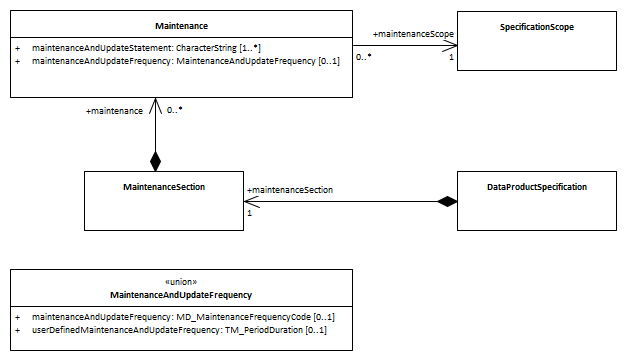 Maintenance
+ maintenanceAndUpdateStatement: CharacterString [1..*]
+ maintenanceAndUpdateFrequency: MaintenanceAndUpdateFrequency [0..1]
+maintenanceScope
0..*
1
SpecificationScope
+maintenance
0..*
MaintenanceSection
+maintenanceSection
1
DataProductSpecification
«union»
MaintenanceAndUpdateFrequency
+ maintenanceAndUpdateFrequency: MD_MaintenanceFrequencyCode [0..1]
+ userDefinedMaintenanceAndUpdateFrequency: TM_PeriodDuration [0..1]